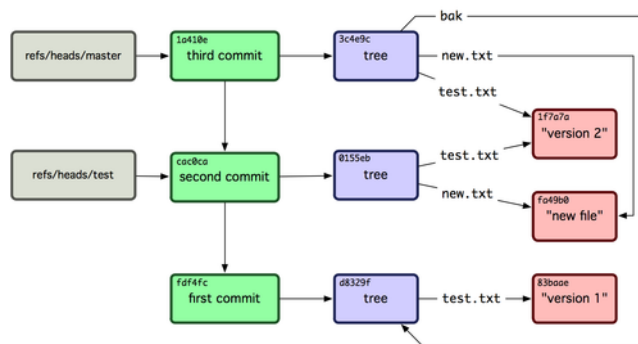 bak
1a410e
3c4e9c
refs/heads/master
third commit
tree
new.txt
test.txt
1f7a7a
"version 2"
cac0ca
0155eb
test.txt
refs/heads/test
second commit
tree
new.txt
fa49b0
"new file"
fdf4fc
d8329f
83baae
first commit
tree
test.txt
"version 1"